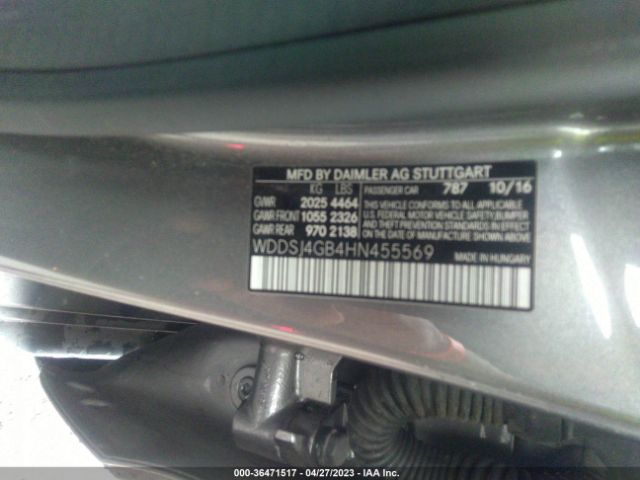 MFD BY DAIMLER AG STUTTGART
KG LBS PASSENGER CAR 787 10/16
GVWR 2025 4464
GAWR FRONT 1055 2326
GAWR REAR 970 2138
THIS VEHICLE CONFORMS TO ALL APPLICABLE
U.S. FEDERAL MOTOR VEHICLE SAFETY, BUMPER
AND THEFT PREVENTION STANDARDS IN EFFECT
ON THE DATE OF MANUFACTURE SHOWN ABOVE
MADE IN HUNGARY
WDDSJ4GB4HN455569
000-36471517 - 04/27/2023 - IAA Inc.